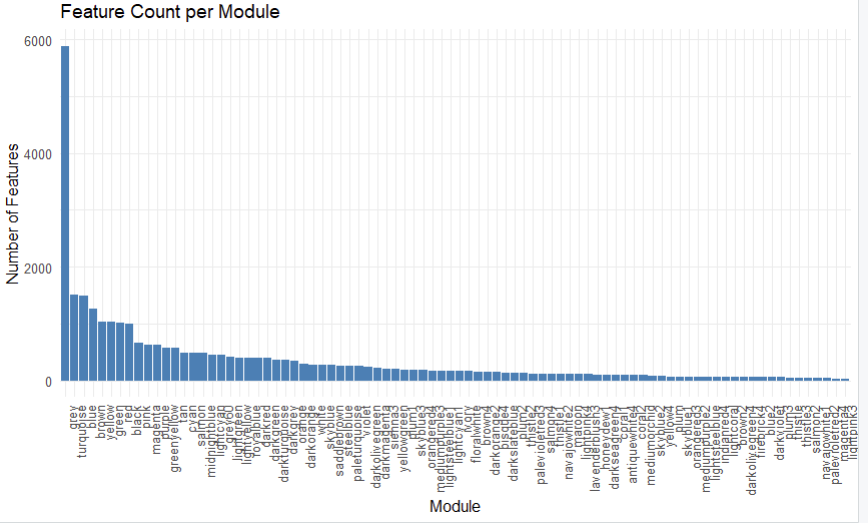 Feature Count per Module
6000
4000
2000
0
Number of Features
grey
turquoise
blue
brown
yellow
green
red
black
pink
magenta
purple
greenyellow
tan
cyan
salmon
midnightblue
lightcyan
grey60
lightgreen
lightyellow
royalblue
darkred
darkgreen
darkturquoise
darkgrey
orange
darkorange
white
skyblue
saddlebrown
steelblue
paleturquoise
violet
darkolivegreen
darkmagenta
sienna3
yellowgreen
plum1
skyblue3
orangered4
mediumpurple3
lightsteelblue1
lightcyan1
ivory
floralwhite
brown4
darkorange2
bisque4
darkslateblue
plum2
thistle2
palevioletred3
salmon4
thistle1
navajowhite2
maroon
lightpink4
lavenderblush3
honeydew1
darkseagreen4
coral1
antiquewhite4
coral2
mediumorchid
skyblue2
yellow4
plum
skyblue1
orangered3
mediumpurple2
lightsteelblue
indianred4
lightcoral
brown2
darkolivegreen4
firebrick4
blue2
darkviolet
plum3
thistle
thistle3
salmon2
navajowhite1
palevioletred2
magenta4
lightpink3
Module